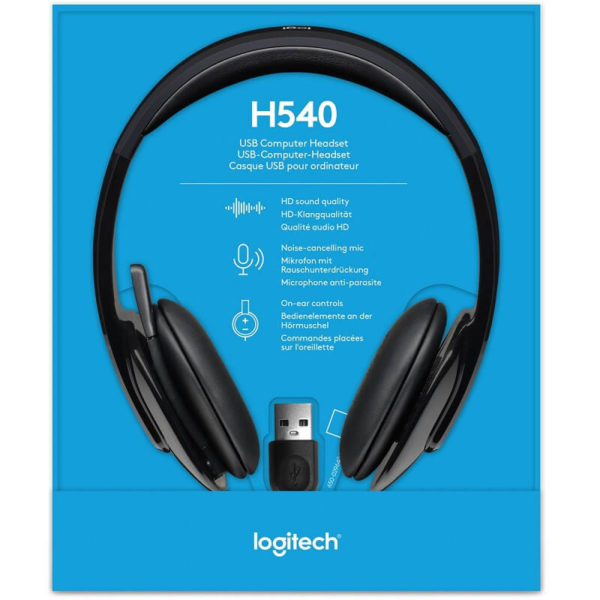 H540
USB Computer Headset
USB-Computer-Headset
Casque USB pour ordinateur
HD sound quality
HD-Klangqualität
Qualité audio HD
Noise-cancelling mic
Mikrofon mit
Rauschunterdrückung
Microphone anti-parasite
On-ear controls
Bedienelemente an der
Hörmuschel
Commandes placées
sur l'oreillette
logitech